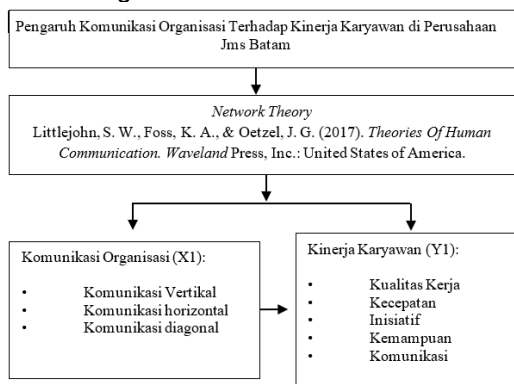 Pengaruh Komunikasi Organisasi Terhadap Kinerja Karyawan di Perusahaan
Jms Batam
Network Theory
Littlejohn, S. W., Foss, K. A., & Oetzel, J. G. (2017). Theories Of Human
Communication. Waveland Press, Inc.: United States of America.
Komunikasi Organisasi (X1):
• Komunikasi Vertikal
• Komunikasi horizontal
• Komunikasi diagonal
Kinerja Karyawan (Y1):
• Kualitas Kerja
• Kecepatan
• Inisiatif
• Kemampuan
• Komunikasi